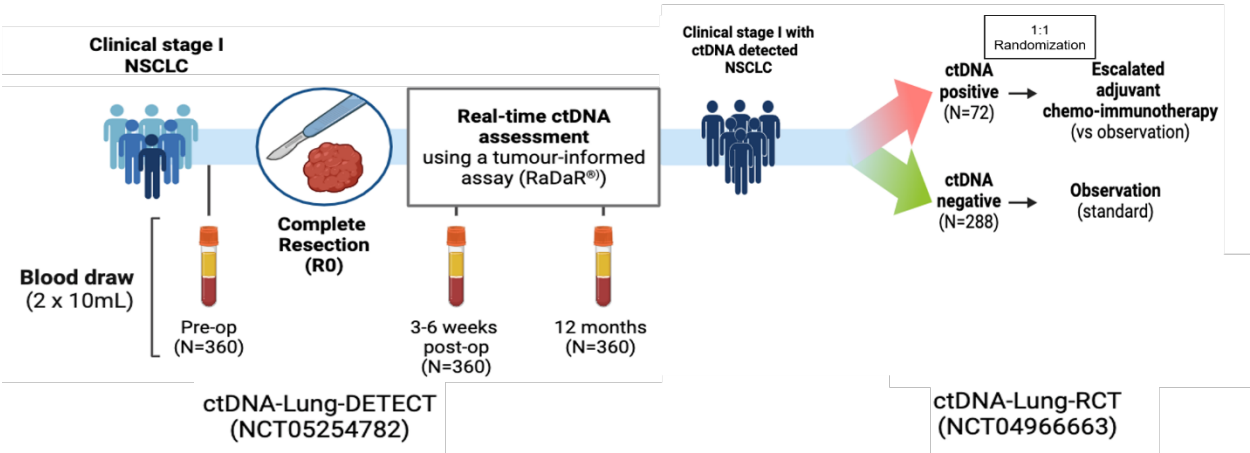 Clinical stage I
NSCLC
Blood draw
(2 x 10mL)
Pre-op
(N=360)
Complete
Resection
(R0)
Real-time ctDNA
assessment
using a tumour-informed
assay (RaDaR®))
3-6 weeks
post-op
(N=360)
12 months
(N=360)
ctDNA-Lung-DETECT
(NCT05254782)
Clinical stage I with
ctDNA detected
NSCLC
1:1
Randomization
ctDNA
positive
(N=72)
Escalated
adjuvant
chemo-immunotherapy
(vs observation)
ctDNA
negative
(N=288)
Observation
(standard)
ctDNA-Lung-RCT
(NCT04966663)